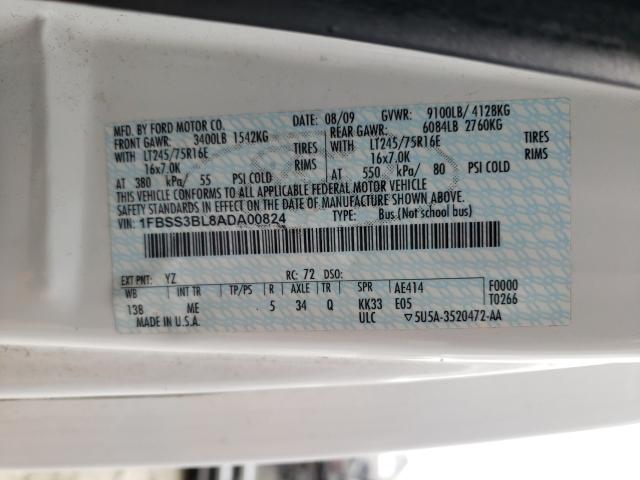 MFD. BY FORD MOTOR CO. DATE: 08/09 GVWR: 9100LB/ 4128KG
FRONT GAWR: 3400LB 1542KG REAR GAWR: 6084LB 2760KG
WITH LT245/75R16E TIRES WITH LT245/75R16E TIRES
16x7.0K RIMS 16x7.0K RIMS
AT 380 kPa/ 55 PSI COLD AT 550 kPa/ 80 PSI COLD
THIS VEHICLE CONFORMS TO ALL APPLICABLE FEDERAL MOTOR VEHICLE
SAFETY STANDARDS IN EFFECT ON THE DATE OF MANUFACTURE SHOWN ABOVE.
VIN: 1FBSS3BL8ADA00824 TYPE: Bus (Not school Bus)
EXT PNT: YZ RC: 72 DSO:
WB INT TR TP/PS R AXLE TR SPR AE414 F0000
138 ME 5 34 Q KK33 E05 T0266
MADE IN U.S.A. ULC ▽5U5A-3520472-AA